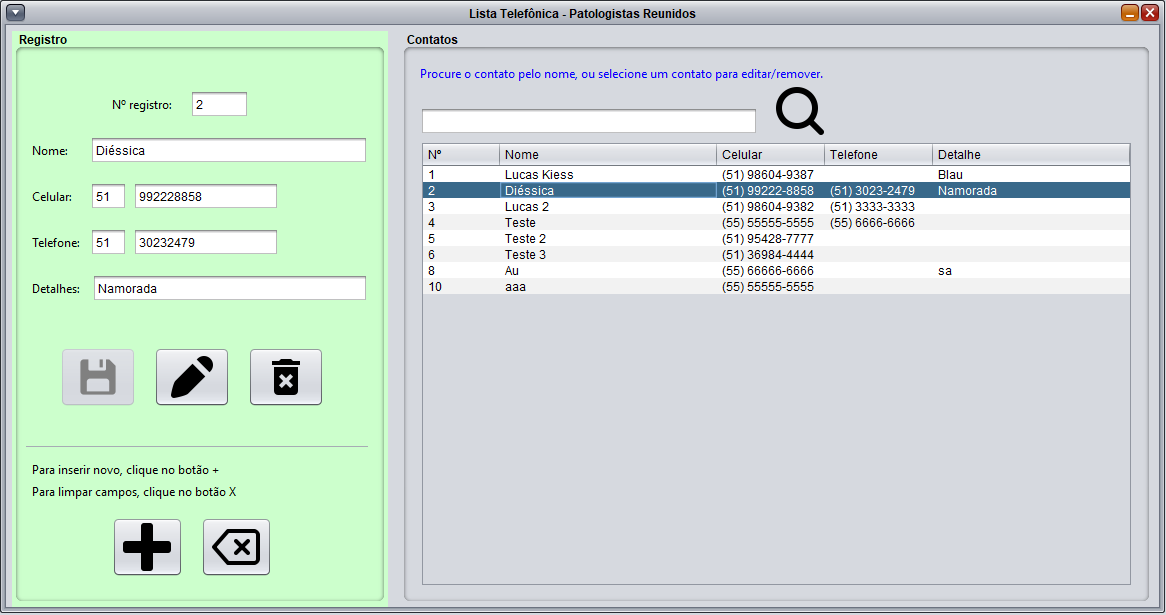 Lista Telefônica - Patologistas Reunidos
Registro
Nº registro: 2
Nome: Diéssica
Celular: 51 992228858
Telefone: 51 30232479
Detalhes: Namorada
Para inserir novo, clique no botão +
Para limpar campos, clique no botão X
Contatos
Procure o contato pelo nome, ou selecione um contato para editar/remover.
Nº Nome Celular Telefone Detalhe
1 Lucas Kiess (51) 98604-9387 Blau
2 Diéssica (51) 99222-8858 (51) 3023-2479 Namorada
3 Lucas 2 (51) 98604-9382 (51) 3333-3333
4 Teste (55) 55555-5555 (55) 6666-6666
5 Teste 2 (51) 95428-7777
6 Teste 3 (51) 36984-4444
8 Au (55) 66666-6666 sa
10 aaa (55) 55555-5555